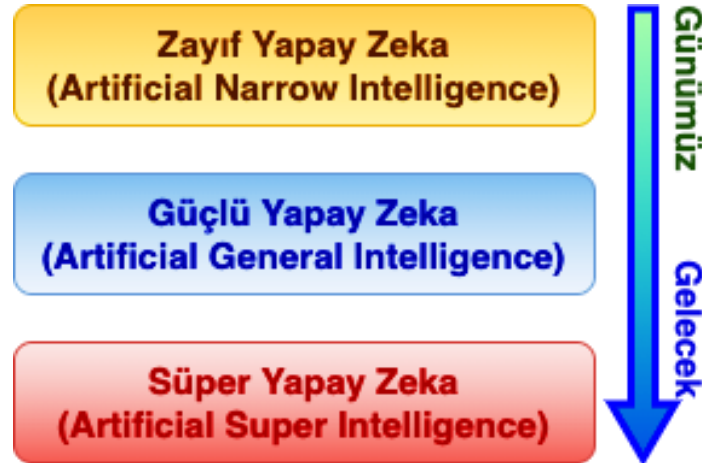 Zayıf Yapay Zeka
(Artificial Narrow Intelligence)
Güçlü Yapay Zeka
(Artificial General Intelligence)
Süper Yapay Zeka
(Artificial Super Intelligence)
Günümüz
Gelecek